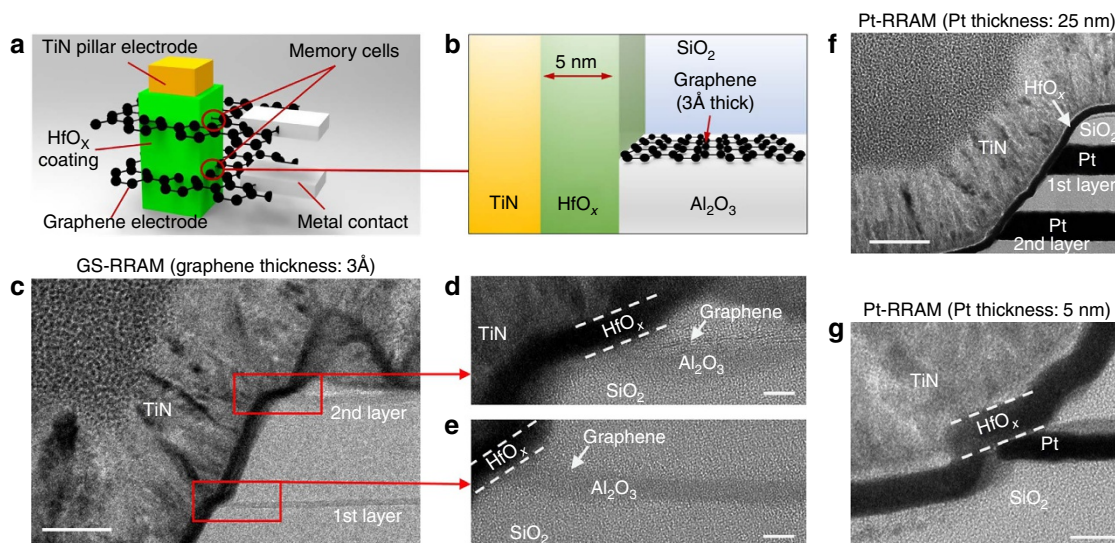 a
TiN pillar electrode
Memory cells
HfOₓ
coating
Graphene electrode
Metal contact
b
5 nm
SiO₂
Graphene
(3Å thick)
TiN
HfOₓ
Al₂O₃
Pt-RRAM (Pt thickness: 25 nm)
f
HfOₓ
SiO₂
TiN
Pt
1st layer
Pt
2nd layer
GS-RRAM (graphene thickness: 3Å)
c
TiN
2nd layer
1st layer
d
TiN
HfOₓ
Graphene
Al₂O₃
SiO₂
e
HfOₓ
Graphene
Al₂O₃
SiO₂
Pt-RRAM (Pt thickness: 5 nm)
g
TiN
HfOₓ
Pt
SiO₂